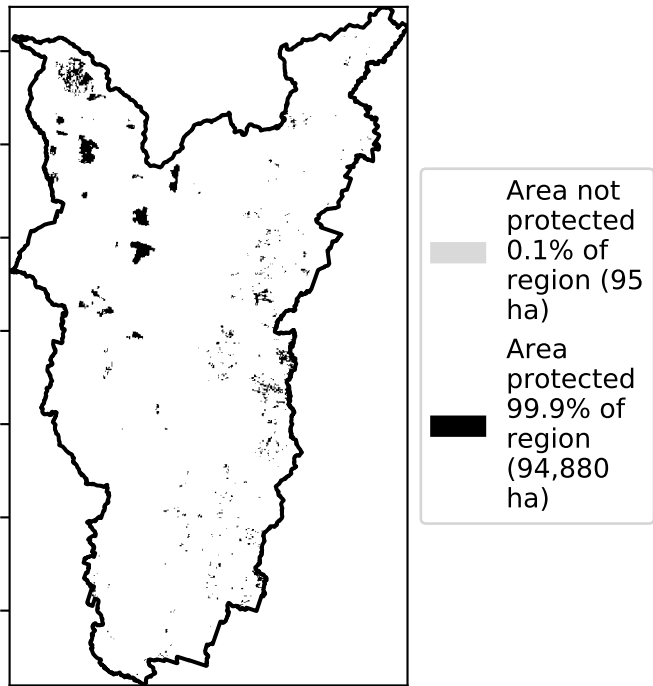 Area not
protected
0.1% of
region (95
ha)
Area
protected
99.9% of
region
(94,880
ha)